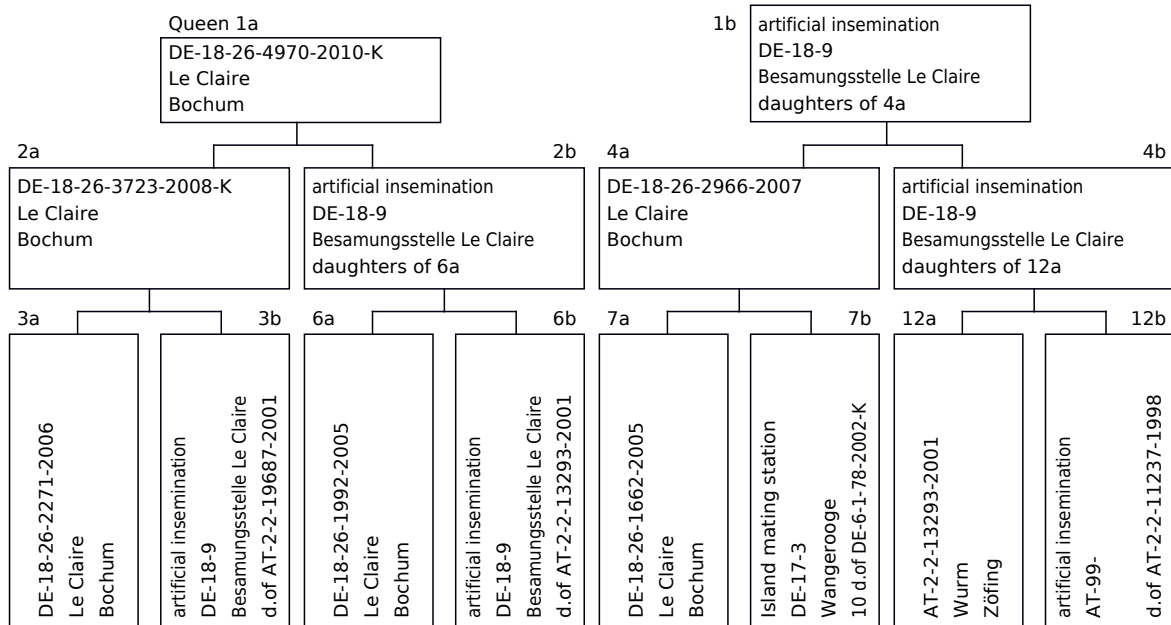 Queen 1a
DE-18-26-4970-2010-K
Le Claire
Bochum
1b
artificial insemination
DE-18-9
Besamungsstelle Le Claire
daughters of 4a
2a
DE-18-26-3723-2008-K
Le Claire
Bochum
2b
artificial insemination
DE-18-9
Besamungsstelle Le Claire
daughters of 6a
4a
DE-18-26-2966-2007
Le Claire
Bochum
4b
artificial insemination
DE-18-9
Besamungsstelle Le Claire
daughters of 12a
3a
DE-18-26-2271-2006
Le Claire
Bochum
3b
artificial insemination
DE-18-9
Besamungsstelle Le Claire
d.of AT-2-2-19687-2001
6a
DE-18-26-1992-2005
Le Claire
Bochum
6b
artificial insemination
DE-18-9
Besamungsstelle Le Claire
d.of AT-2-2-13293-2001
7a
DE-18-26-1662-2005
Le Claire
Bochum
7b
Island mating station
DE-17-3
Wangerooge
10 d.of DE-6-1-78-2002-K
12a
AT-2-2-13293-2001
Wurm
Zöfing
12b
artificial insemination
AT-99-
d.of AT-2-2-11237-1998